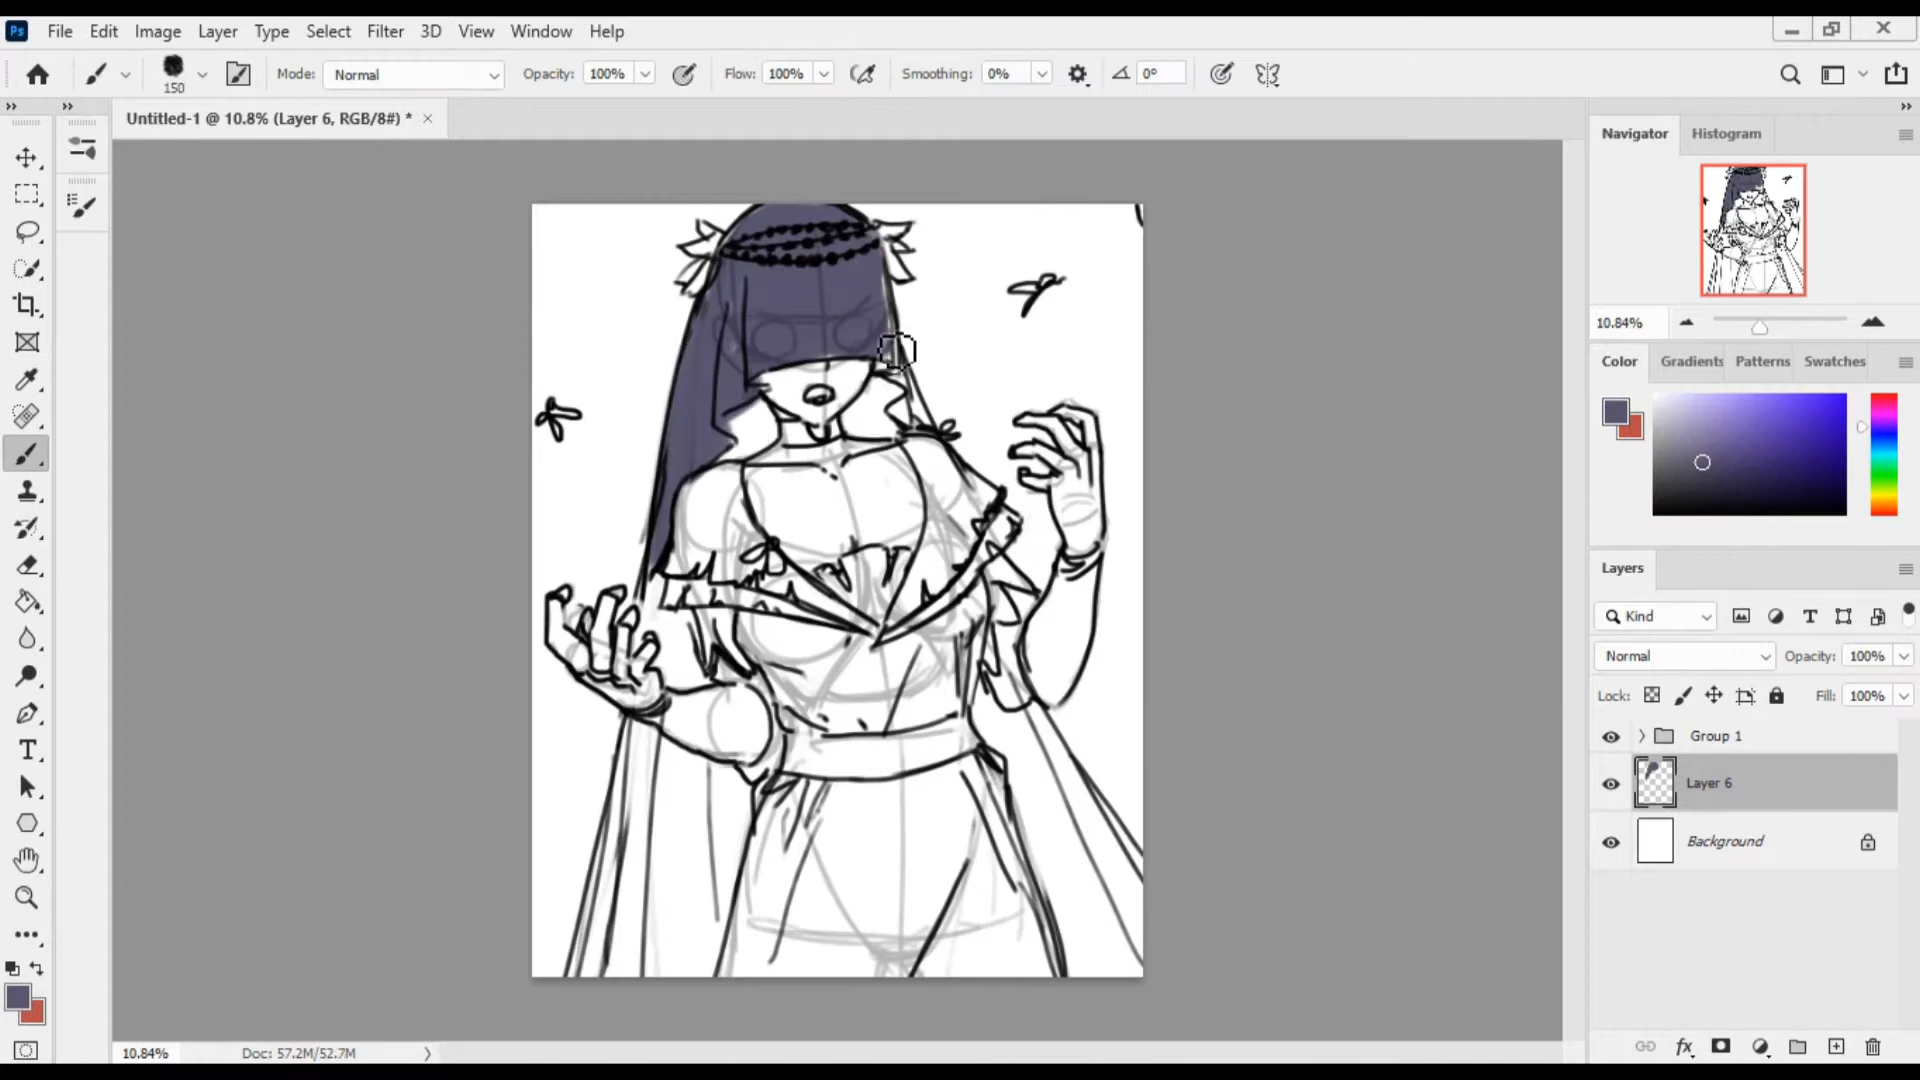 Ps File Edit Image Layer Type Select Filter 3D View Window Help
150 Mode: Normal Opacity: 100% Flow: 100% Smoothing: 0% 0°
Untitled-1 @ 10.8% (Layer 6, RGB/8#) * ×
Navigator Histogram
10.84%
Color Gradients Patterns Swatches
Layers
Kind
Normal Opacity: 100%
Lock: Fill: 100%
Group 1
Layer 6
Background
fx
10.84% Doc: 57.2M/52.7M